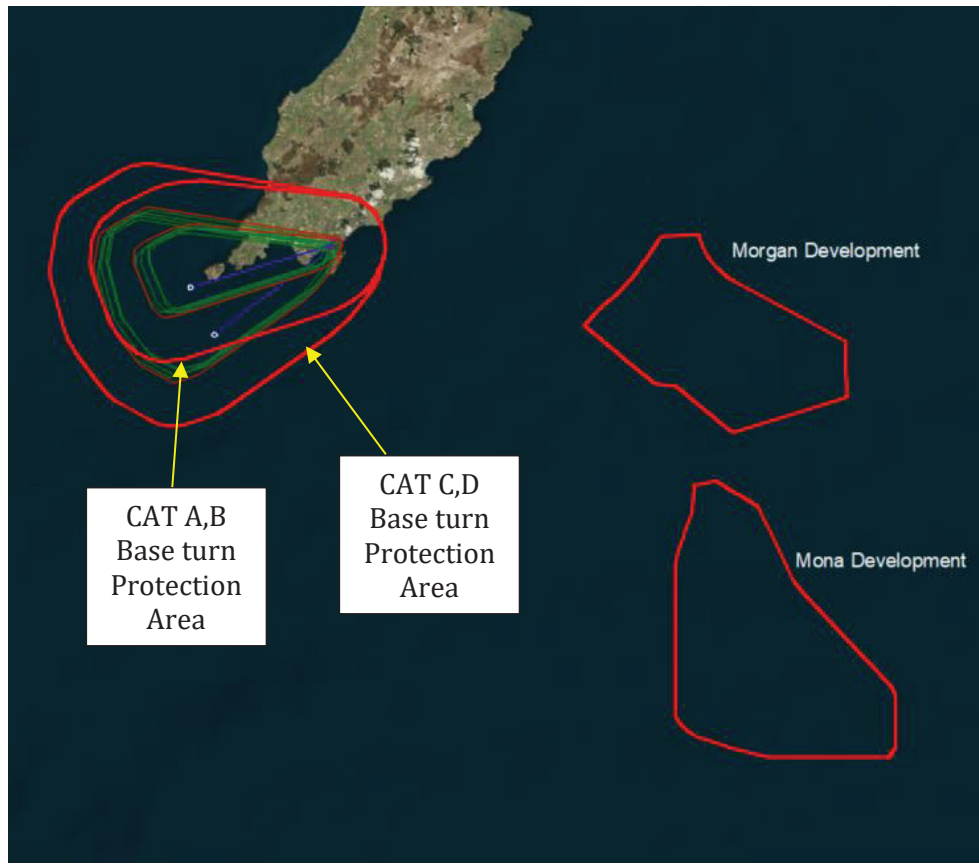 Morgan Development
Mona Development
CAT A,B
Base turn
Protection
Area
CAT C,D
Base turn
Protection
Area